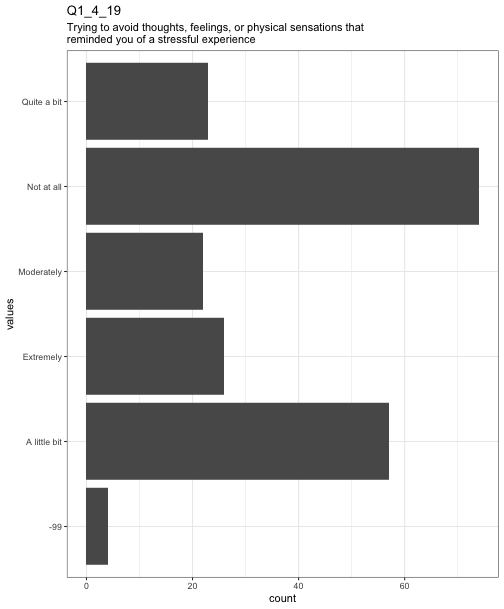 Q1_4_19
Trying to avoid thoughts, feelings, or physical sensations that
reminded you of a stressful experience
Quite a bit
Not at all
Moderately
Extremely
A little bit
-99
values
0 20 40 60
count